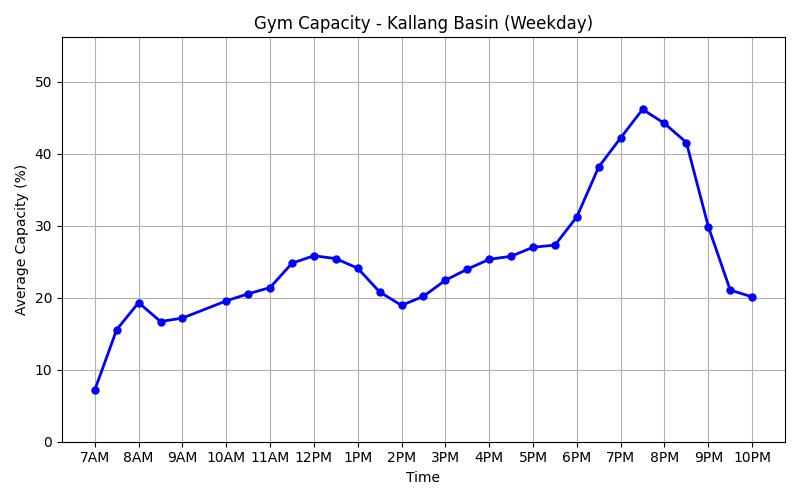 Gym Capacity - Kallang Basin (Weekday)
50
40
30
20
10
0
Average Capacity (%)
7AM 8AM 9AM 10AM 11AM 12PM 1PM 2PM 3PM 4PM 5PM 6PM 7PM 8PM 9PM 10PM
Time